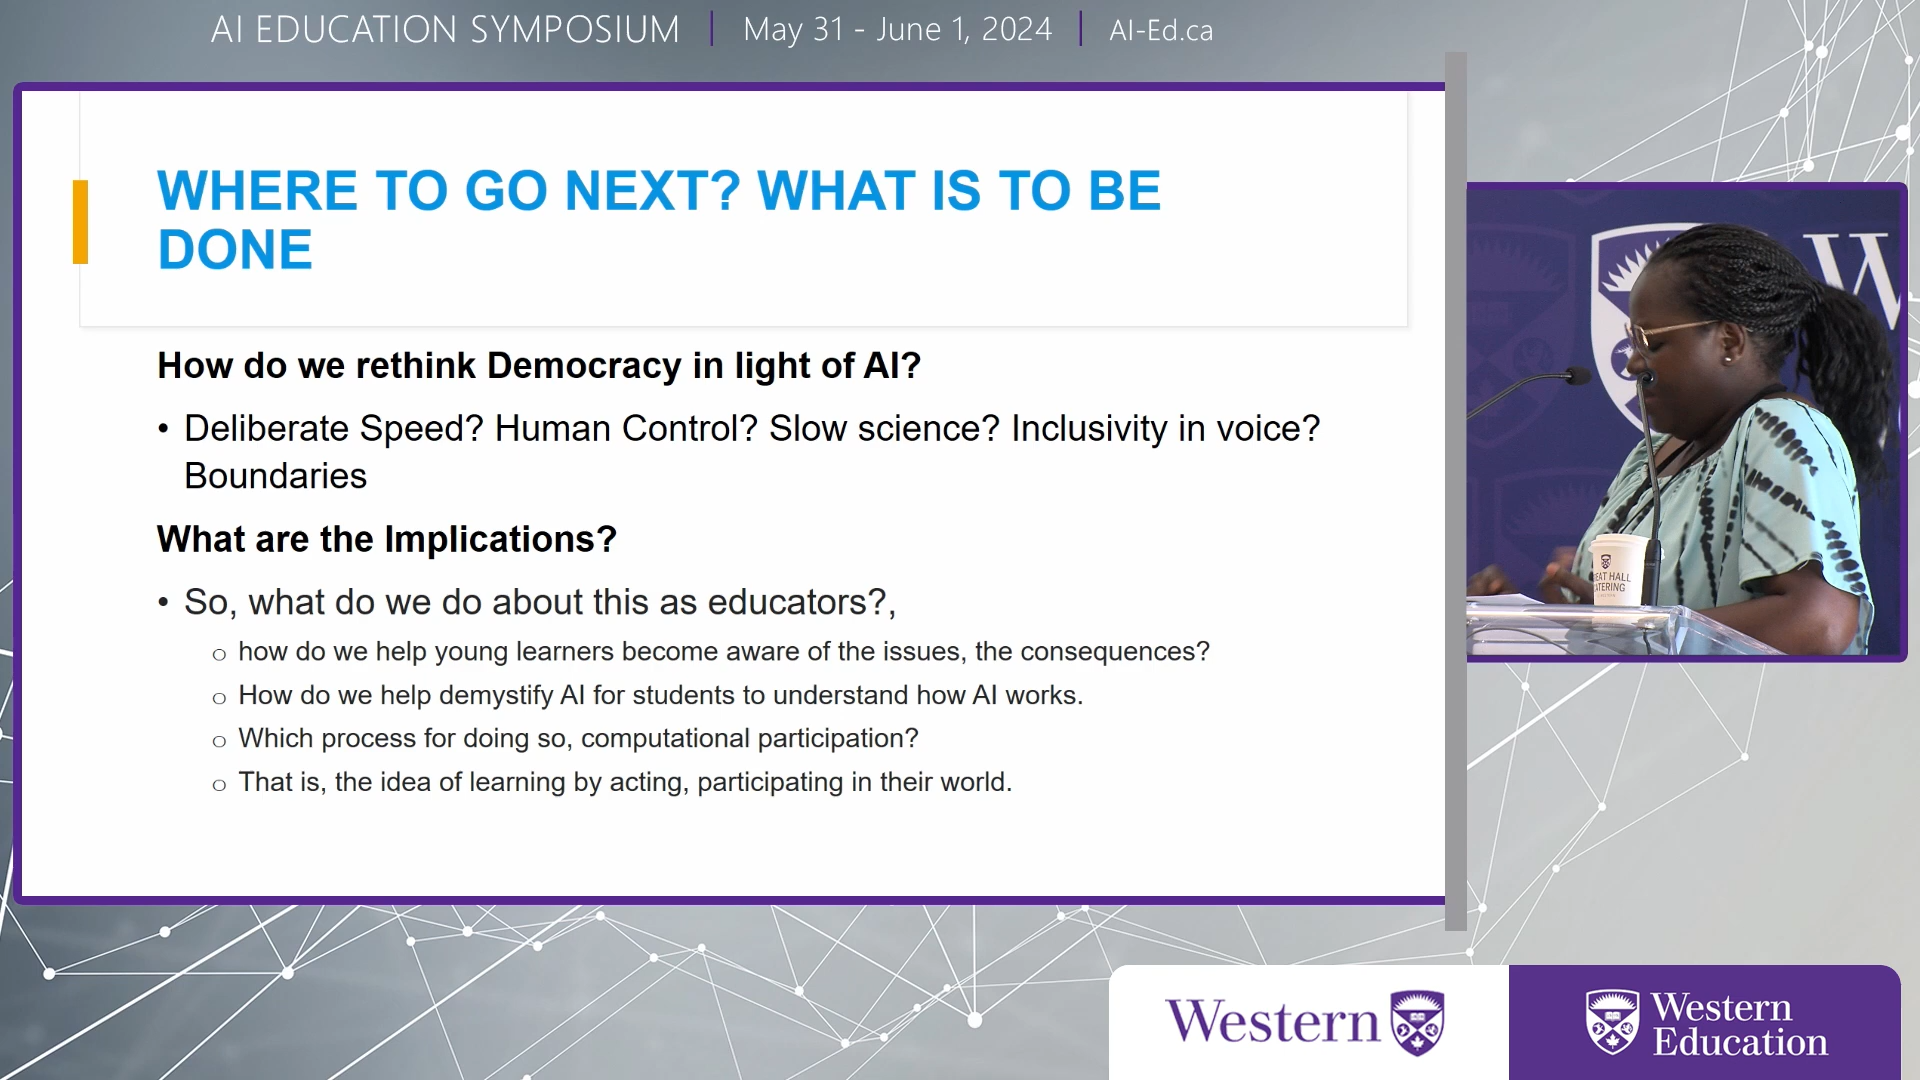 AI EDUCATION SYMPOSIUM | May 31 - June 1, 2024 | AI-Ed.ca
WHERE TO GO NEXT? WHAT IS TO BE
DONE
How do we rethink Democracy in light of AI?
• Deliberate Speed? Human Control? Slow science? Inclusivity in voice?
Boundaries
What are the Implications?
• So, what do we do about this as educators?,
o how do we help young learners become aware of the issues, the consequences?
o How do we help demystify AI for students to understand how AI works.
o Which process for doing so, computational participation?
o That is, the idea of learning by acting, participating in their world.
W
EAT HALL
ATERING
Western
Western
Education